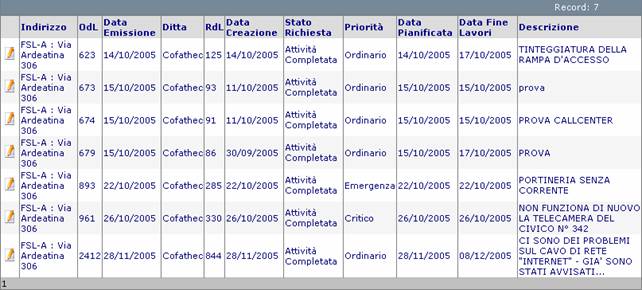 Record: 7
Indirizzo OdL Data Emissione Ditta RdL Data Creazione Stato Richiesta Priorità Data Pianificata Data Fine Lavori Descrizione
FSL-A : Via Ardeatina 306 623 14/10/2005 Cofathec 125 14/10/2005 Attività Completata Ordinario 14/10/2005 17/10/2005 TINTEGGIATURA DELLA RAMPA D'ACCESSO
FSL-A : Via Ardeatina 306 673 15/10/2005 Cofathec 93 11/10/2005 Attività Completata Ordinario 15/10/2005 15/10/2005 prova
FSL-A : Via Ardeatina 306 674 15/10/2005 Cofathec 91 11/10/2005 Attività Completata Ordinario 15/10/2005 15/10/2005 PROVA CALLCENTER
FSL-A : Via Ardeatina 306 679 15/10/2005 Cofathec 86 30/09/2005 Attività Completata Ordinario 15/10/2005 17/10/2005 PROVA
FSL-A : Via Ardeatina 306 893 22/10/2005 Cofathec 285 22/10/2005 Attività Completata Emergenza 22/10/2005 22/10/2005 PORTINERIA SENZA CORRENTE
FSL-A : Via Ardeatina 306 961 26/10/2005 Cofathec 330 26/10/2005 Attività Completata Critico 26/10/2005 26/10/2005 NON FUNZIONA DI NUOVO LA TELECAMERA DEL CIVICO N° 342
FSL-A : Via Ardeatina 306 2412 28/11/2005 Cofathec 844 28/11/2005 Attività Completata Ordinario 28/11/2005 08/12/2005 CI SONO DEI PROBLEMI SUL CAVO DI RETE "INTERNET" - GIA' SONO STATI AVVISATI...
1